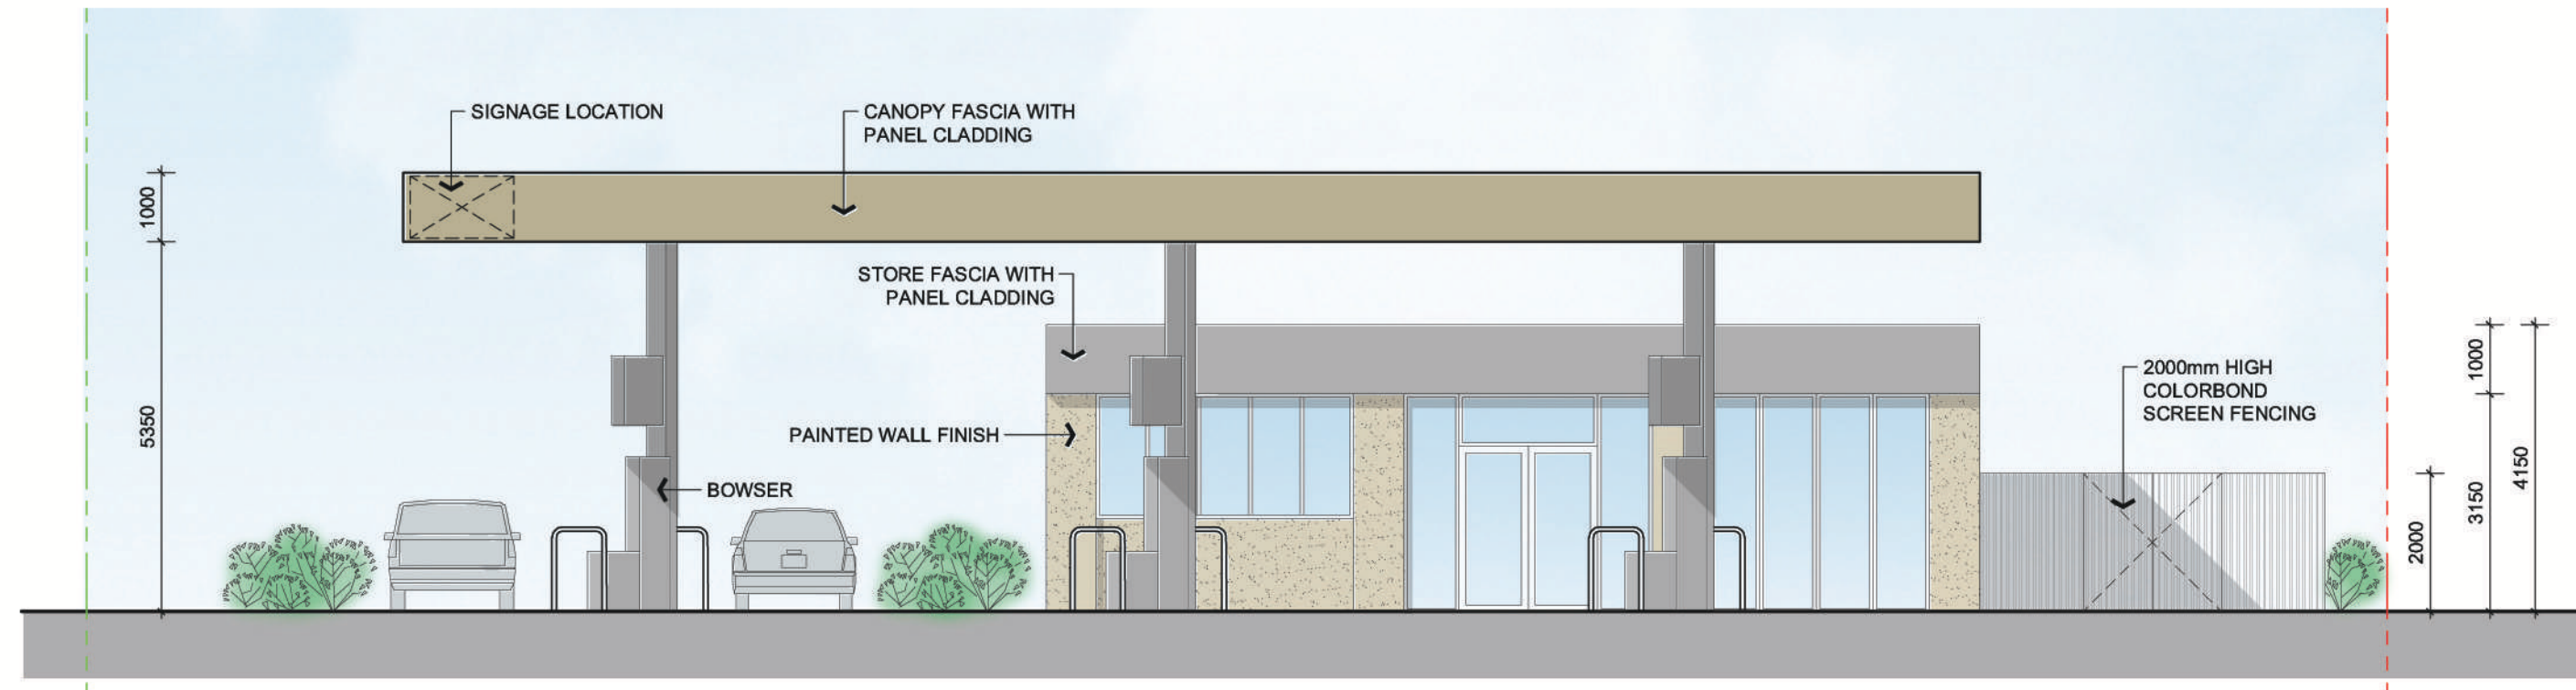 SIGNAGE LOCATION
CANOPY FASCIA WITH
PANEL CLADDING
1000
STORE FASCIA WITH
PANEL CLADDING
5350
PAINTED WALL FINISH
BOWSER
2000mm HIGH
COLORBOND
SCREEN FENCING
2000
1000
3150
4150